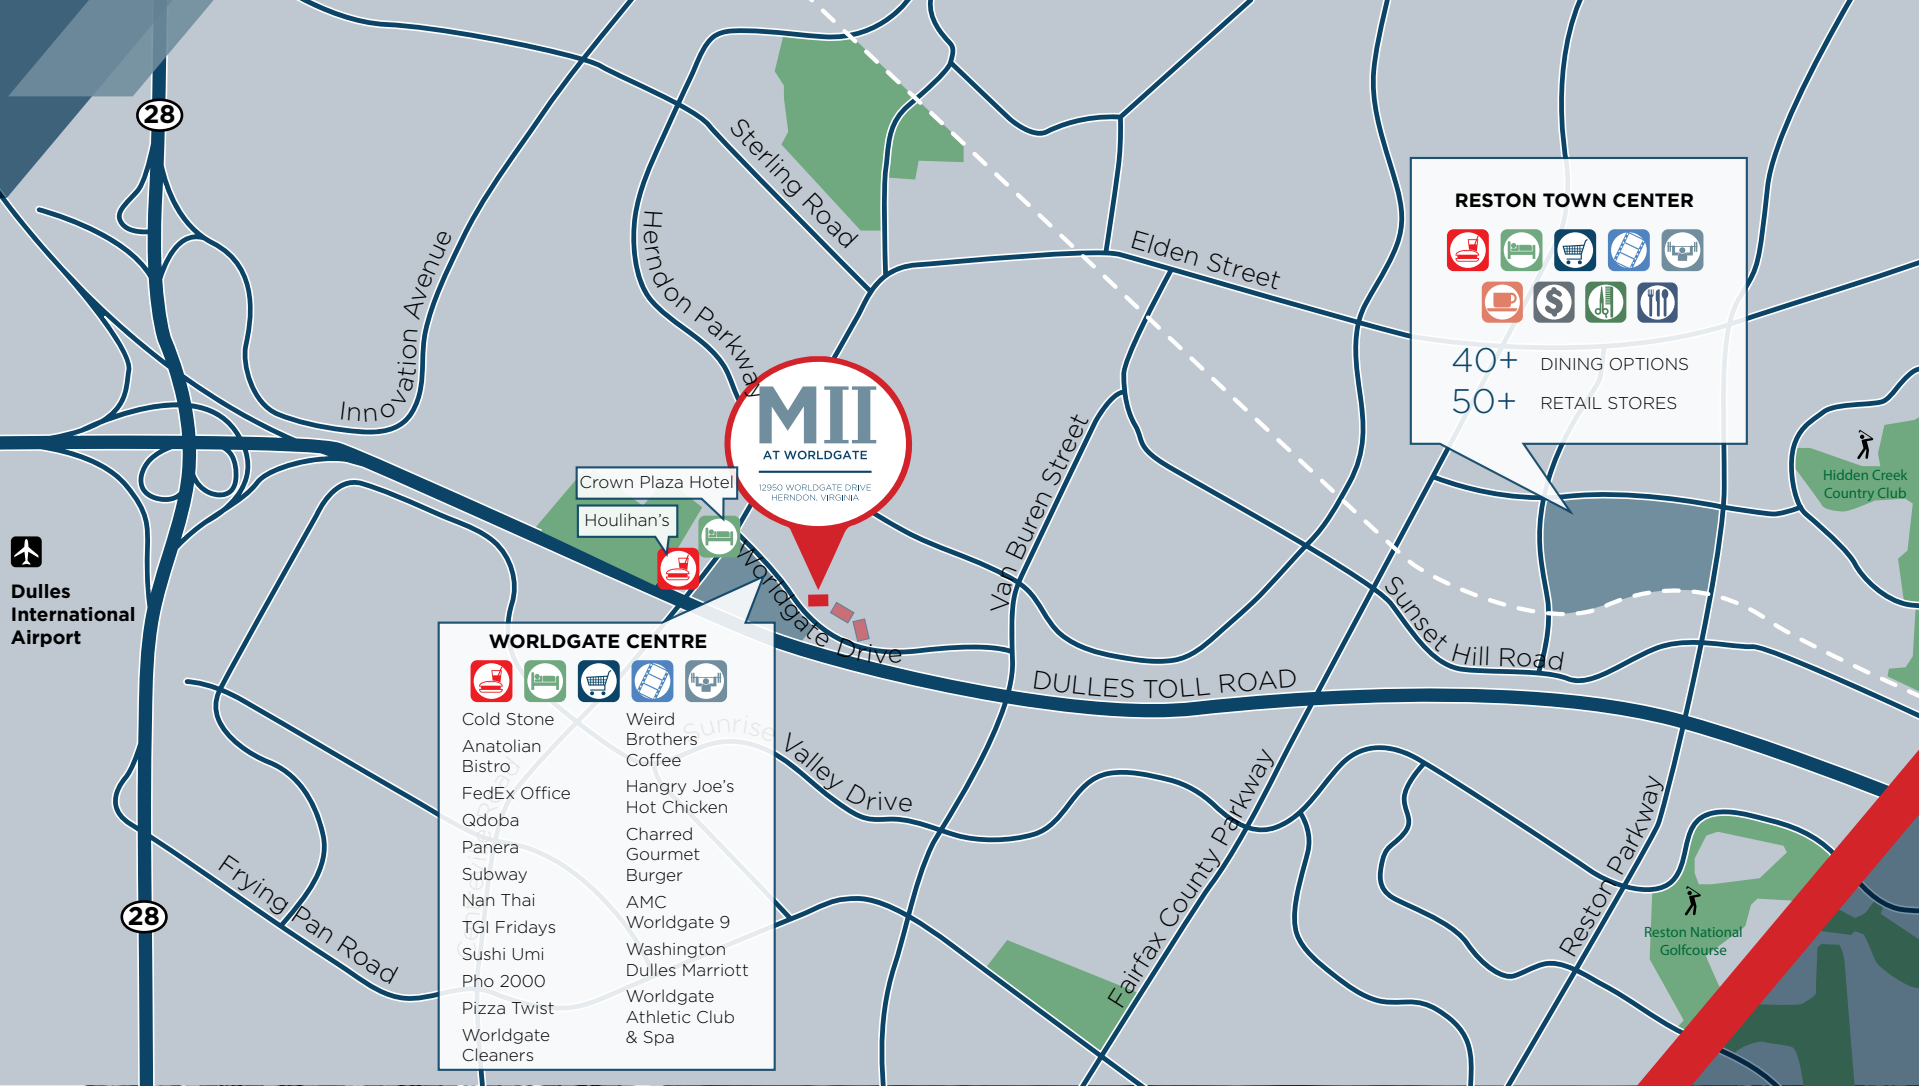 28
Sterling Road
Herndon Parkway
Innovation Avenue
Elden Street
RESTON TOWN CENTER
$
40+ DINING OPTIONS
50+ RETAIL STORES
MII
AT WORLDGATE
12950 WORLDGATE DRIVE
HERNDON, VIRGINIA
Crown Plaza Hotel
Houlihan's
Worldgate Drive
Van Buren Street
Hidden Creek
Country Club
Dulles
International
Airport
Sunset Hill Road
DULLES TOLL ROAD
WORLDGATE CENTRE
Cold Stone
Anatolian
Bistro
FedEx Office
Qdoba
Panera
Subway
Nan Thai
TGI Fridays
Sushi Umi
Pho 2000
Pizza Twist
Worldgate
Cleaners
Weird
Brothers
Coffee
Hangry Joe's
Hot Chicken
Charred
Gourmet
Burger
AMC
Worldgate 9
Washington
Dulles Marriott
Worldgate
Athletic Club
& Spa
Sunrise Valley Drive
Fairfax County Parkway
Reston Parkway
Reston National
Golfcourse
28
Frying Pan Road